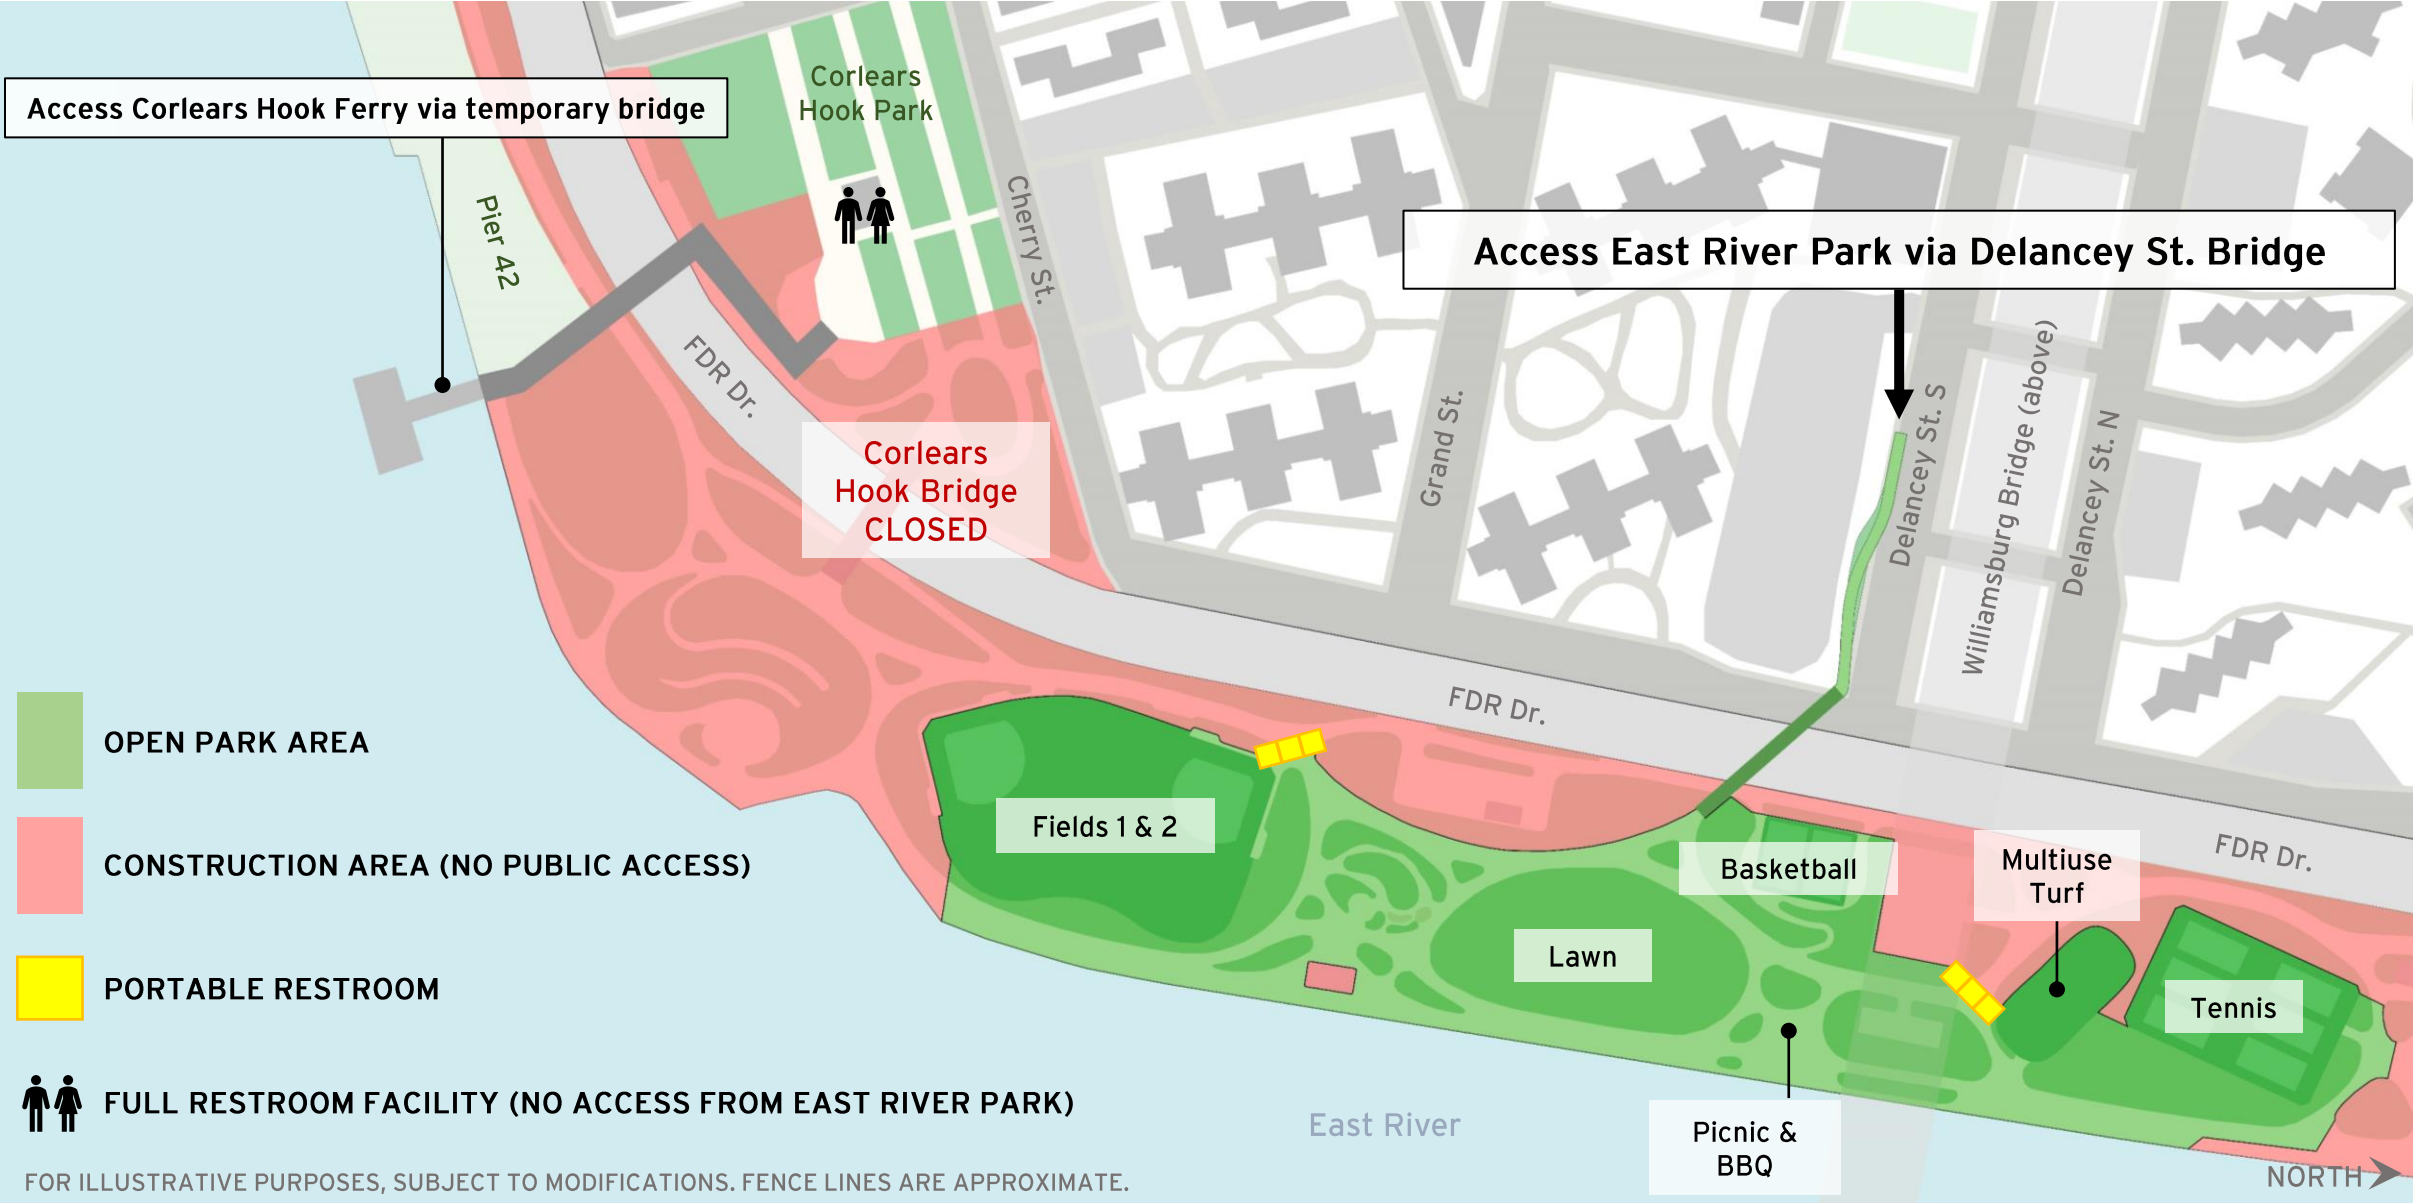 Corlears
Hook Park
Access Corlears Hook Ferry via temporary bridge
Pier 42
Cherry St.
Access East River Park via Delancey St. Bridge
FDR Dr.
Grand St.
Delancey St. S
Williamsburg Bridge (above)
Delancey St. N
Corlears
Hook Bridge
CLOSED
FDR Dr.
FDR Dr.
OPEN PARK AREA
Fields 1 & 2
Basketball
Multiuse
Turf
CONSTRUCTION AREA (NO PUBLIC ACCESS)
Lawn
PORTABLE RESTROOM
Tennis
FULL RESTROOM FACILITY (NO ACCESS FROM EAST RIVER PARK)
East River
Picnic &
BBQ
FOR ILLUSTRATIVE PURPOSES, SUBJECT TO MODIFICATIONS. FENCE LINES ARE APPROXIMATE.
NORTH